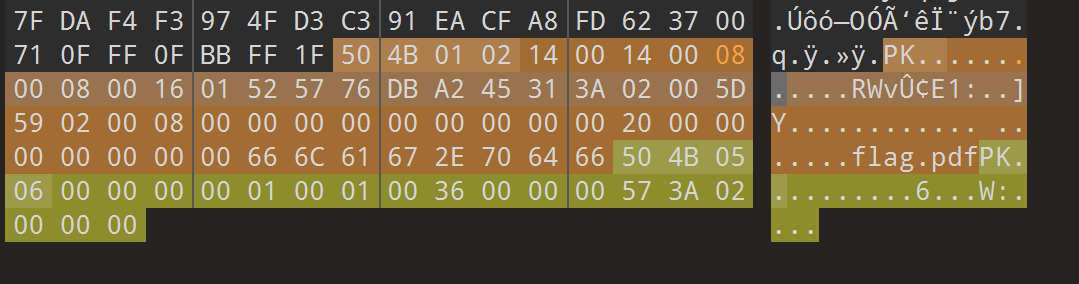 7F DA F4 F3 97 4F D3 C3 91 EA CF A8 FD 62 37 00 .Úôó—OÓÃ‘êÏ¨ýb7.
71 0F FF 0F BB FF 1F 50 4B 01 02 14 00 14 00 08 q.ÿ.»ÿ.PK.......
00 08 00 16 01 52 57 76 DB A2 45 31 3A 02 00 5D .....RWvÛ¢E1:..]
59 02 00 08 00 00 00 00 00 00 00 00 00 20 00 00 00 Y............ ..
00 00 00 00 00 66 6C 61 67 2E 70 64 66 50 4B 05 .....flag.pdfPK.
06 00 00 00 00 01 00 01 00 36 00 00 00 57 3A 02 .........6...W:.
00 00 00 ...